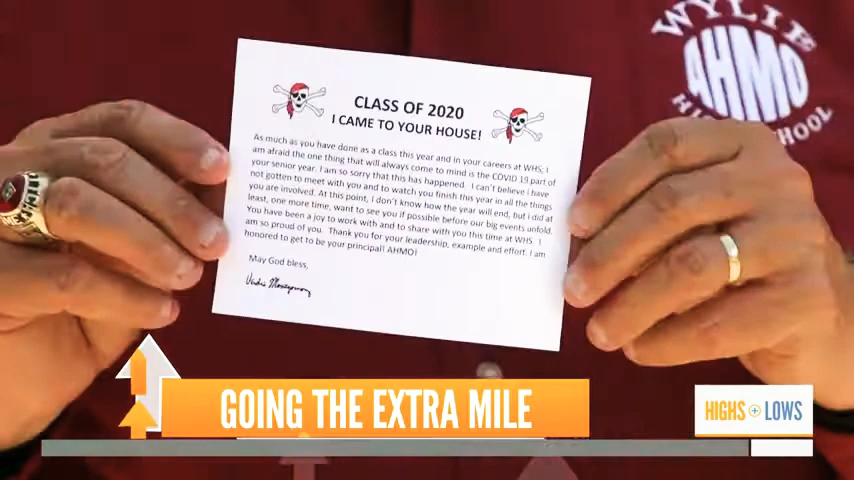 WYLIE
AHMO
HIGH SCHOOL
CLASS OF 2020
I CAME TO YOUR HOUSE!
As much as you have done as a class this year and in your careers at WHS; I
am afraid the one thing that will always come to mind is the COVID 19 part of
your senior year. I am so sorry that this has happened. I can't believe i have
not gotten to meet with you and to watch you finish this year in all the things
you are involved. At this point, I don't know how the year will end, but i did at
least, one more time, want to see you if possible before our big events unfold.
You have been a joy to work with and to share with you this time at WHS. I
am so proud of you. Thank you for your leadership, example and effort. I am
honored to get to be your principal! AHMO!
May God bless,
GOING THE EXTRA MILE
HIGHS + LOWS